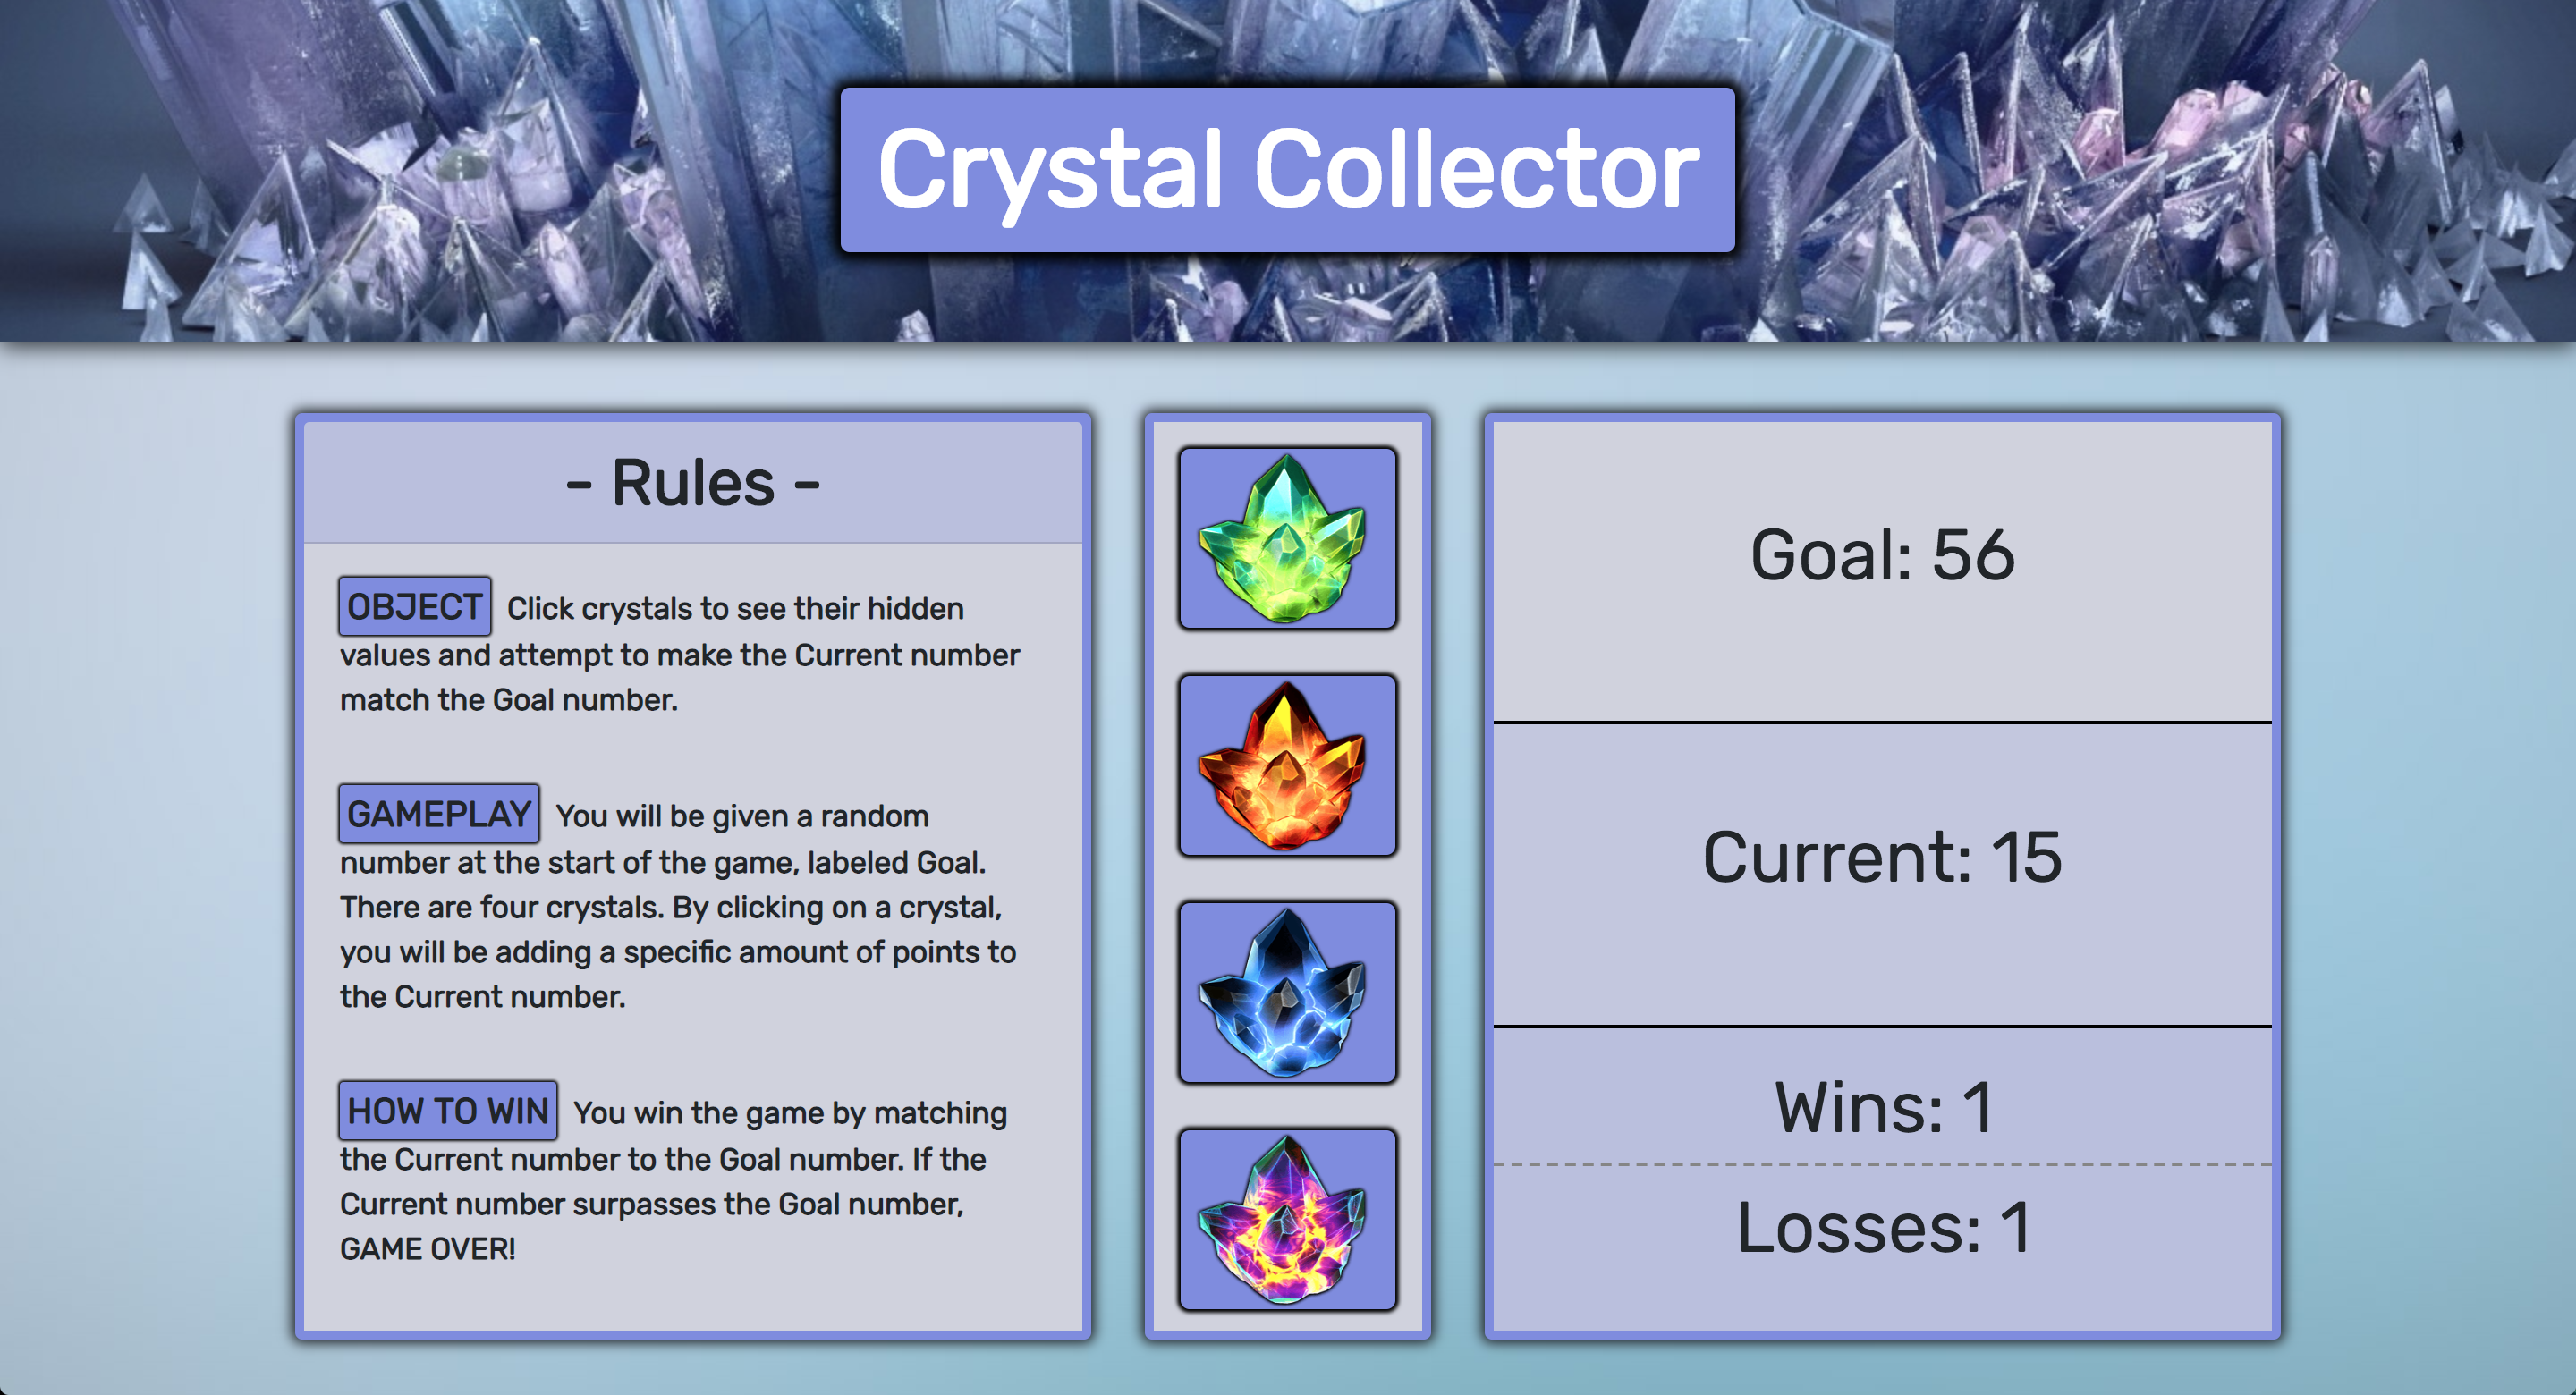 Crystal Collector
- Rules -
OBJECT Click crystals to see their hidden
values and attempt to make the Current number
match the Goal number.
GAMEPLAY You will be given a random
number at the start of the game, labeled Goal.
There are four crystals. By clicking on a crystal,
you will be adding a specific amount of points to
the Current number.
HOW TO WIN You win the game by matching
the Current number to the Goal number. If the
Current number surpasses the Goal number,
GAME OVER!
Goal: 56
Current: 15
Wins: 1
Losses: 1